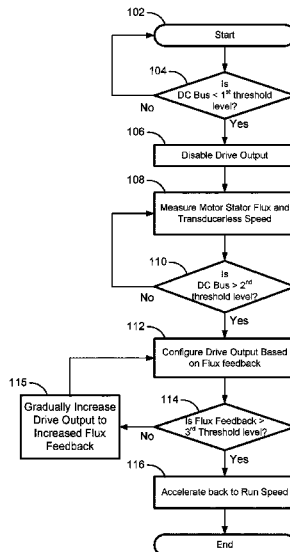 102
Start
104
Is
DC Bus < 1st threshold
level?
No
Yes
106
Disable Drive Output
108
Measure Motor Stator Flux and
Transducerless Speed
110
Is
DC Bus > 2nd
threshold level?
No
Yes
112
Configure Drive Output Based
on Flux feedback
115
Gradually Increase
Drive Output to
Increased Flux
Feedback
114
Is Flux Feedback >
3rd Threshold level?
No
Yes
116
Accelerate back to Run Speed
End